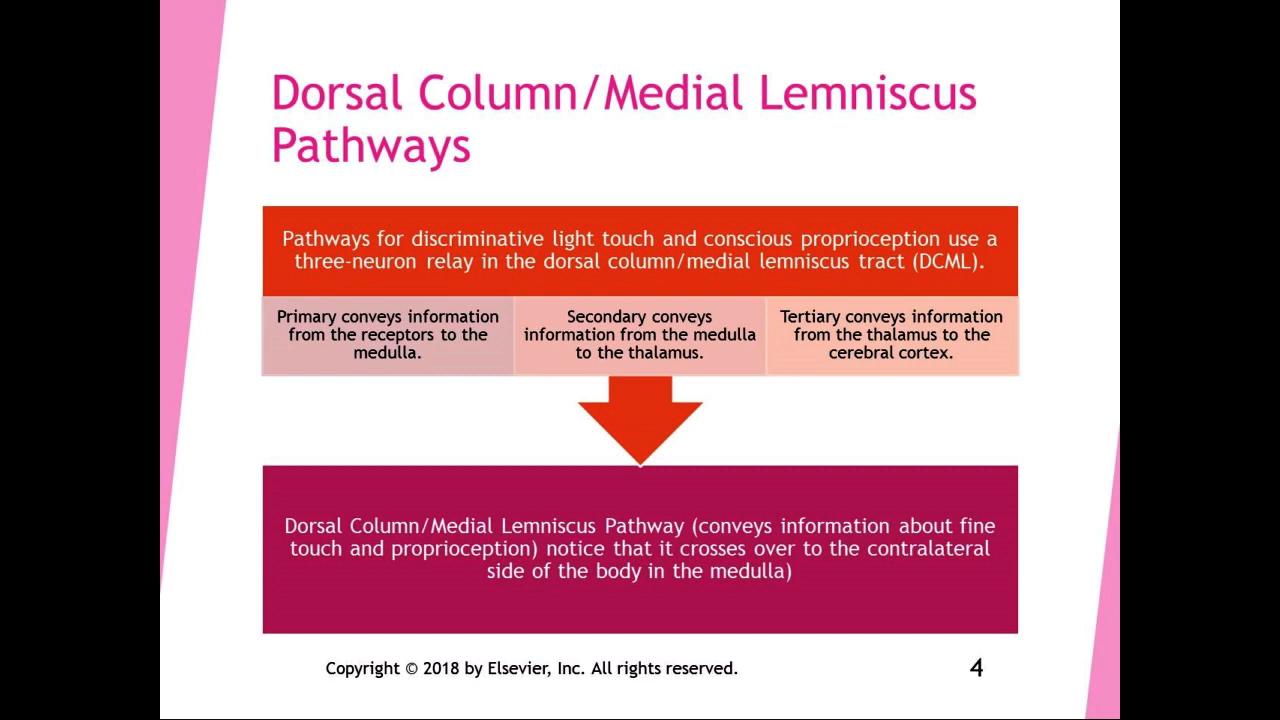 Dorsal Column/Medial Lemniscus
Pathways
Pathways for discriminative light touch and conscious proprioception use a
three-neuron relay in the dorsal column/medial lemniscus tract (DCML).
Primary conveys information
from the receptors to the
medulla.
Secondary conveys
information from the medulla
to the thalamus.
Tertiary conveys information
from the thalamus to the
cerebral cortex.
Dorsal Column/Medial Lemniscus Pathway (conveys information about fine
touch and proprioception) notice that it crosses over to the contralateral
side of the body in the medulla)
Copyright © 2018 by Elsevier, Inc. All rights reserved.
4